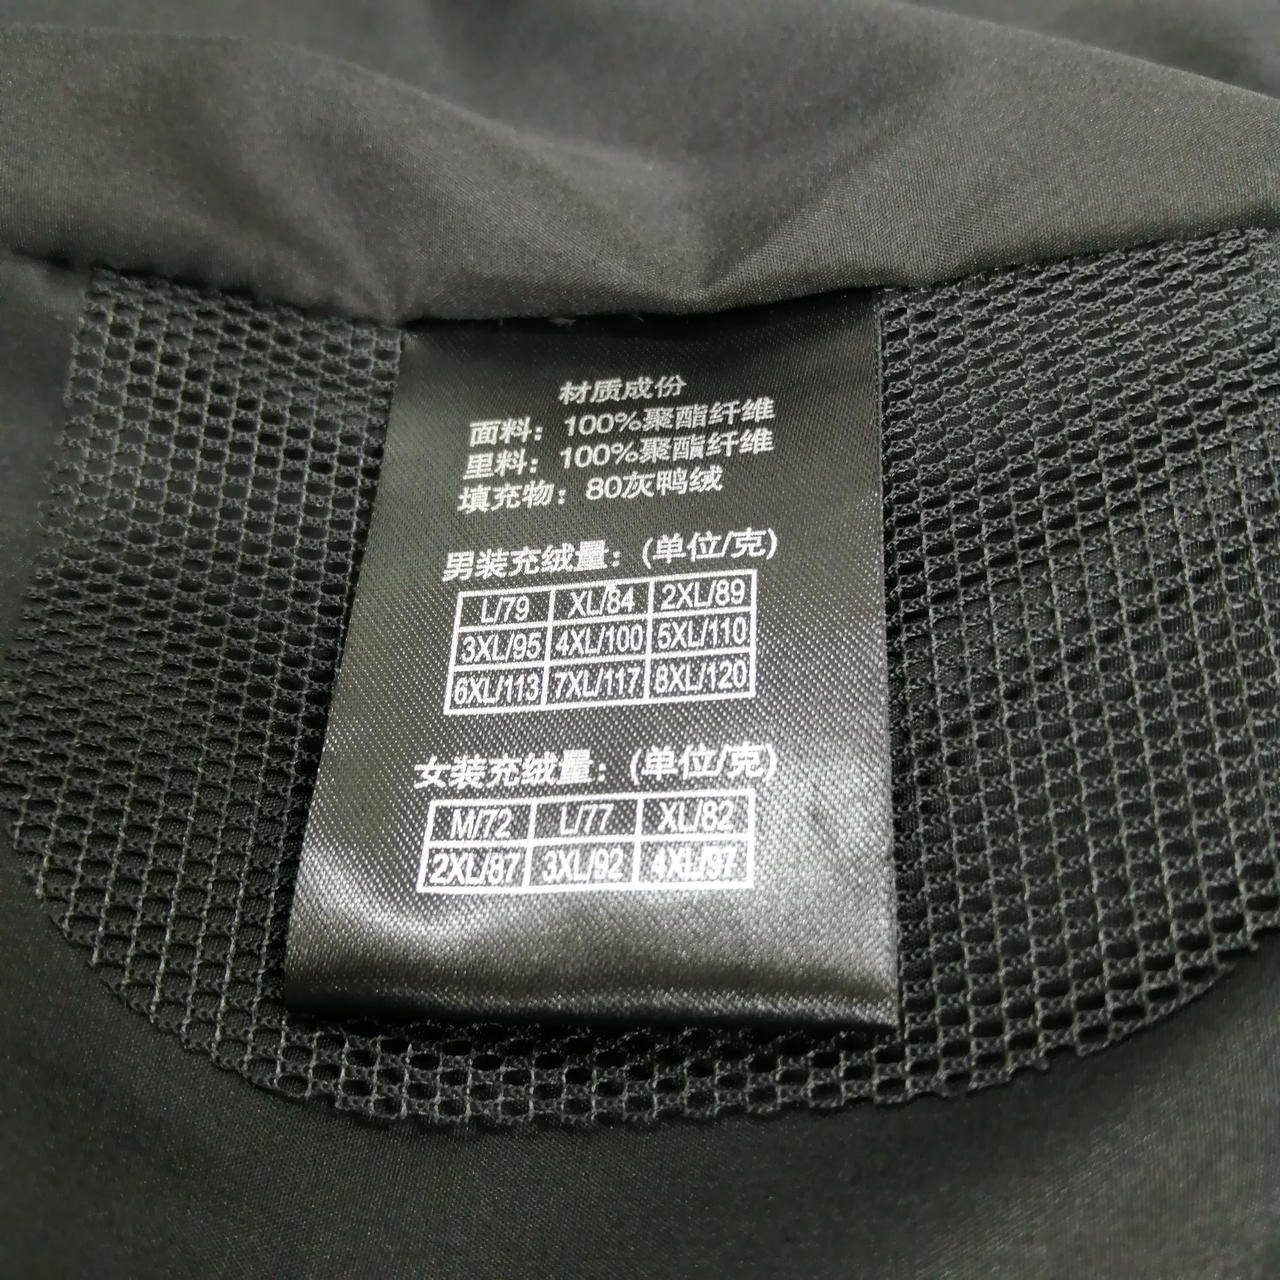 材质成份
面料：100%聚酯纤维
里料：100%聚酯纤维
填充物：80灰鸭绒
男装充绒量：(单位/克)
L/79 XL/84 2XL/89
3XL/95 4XL/100 5XL/110
6XL/113 7XL/117 8XL/120
女装充绒量：(单位/克)
M/72 L/77 XL/82
2XL/87 3XL/92 4XL/97